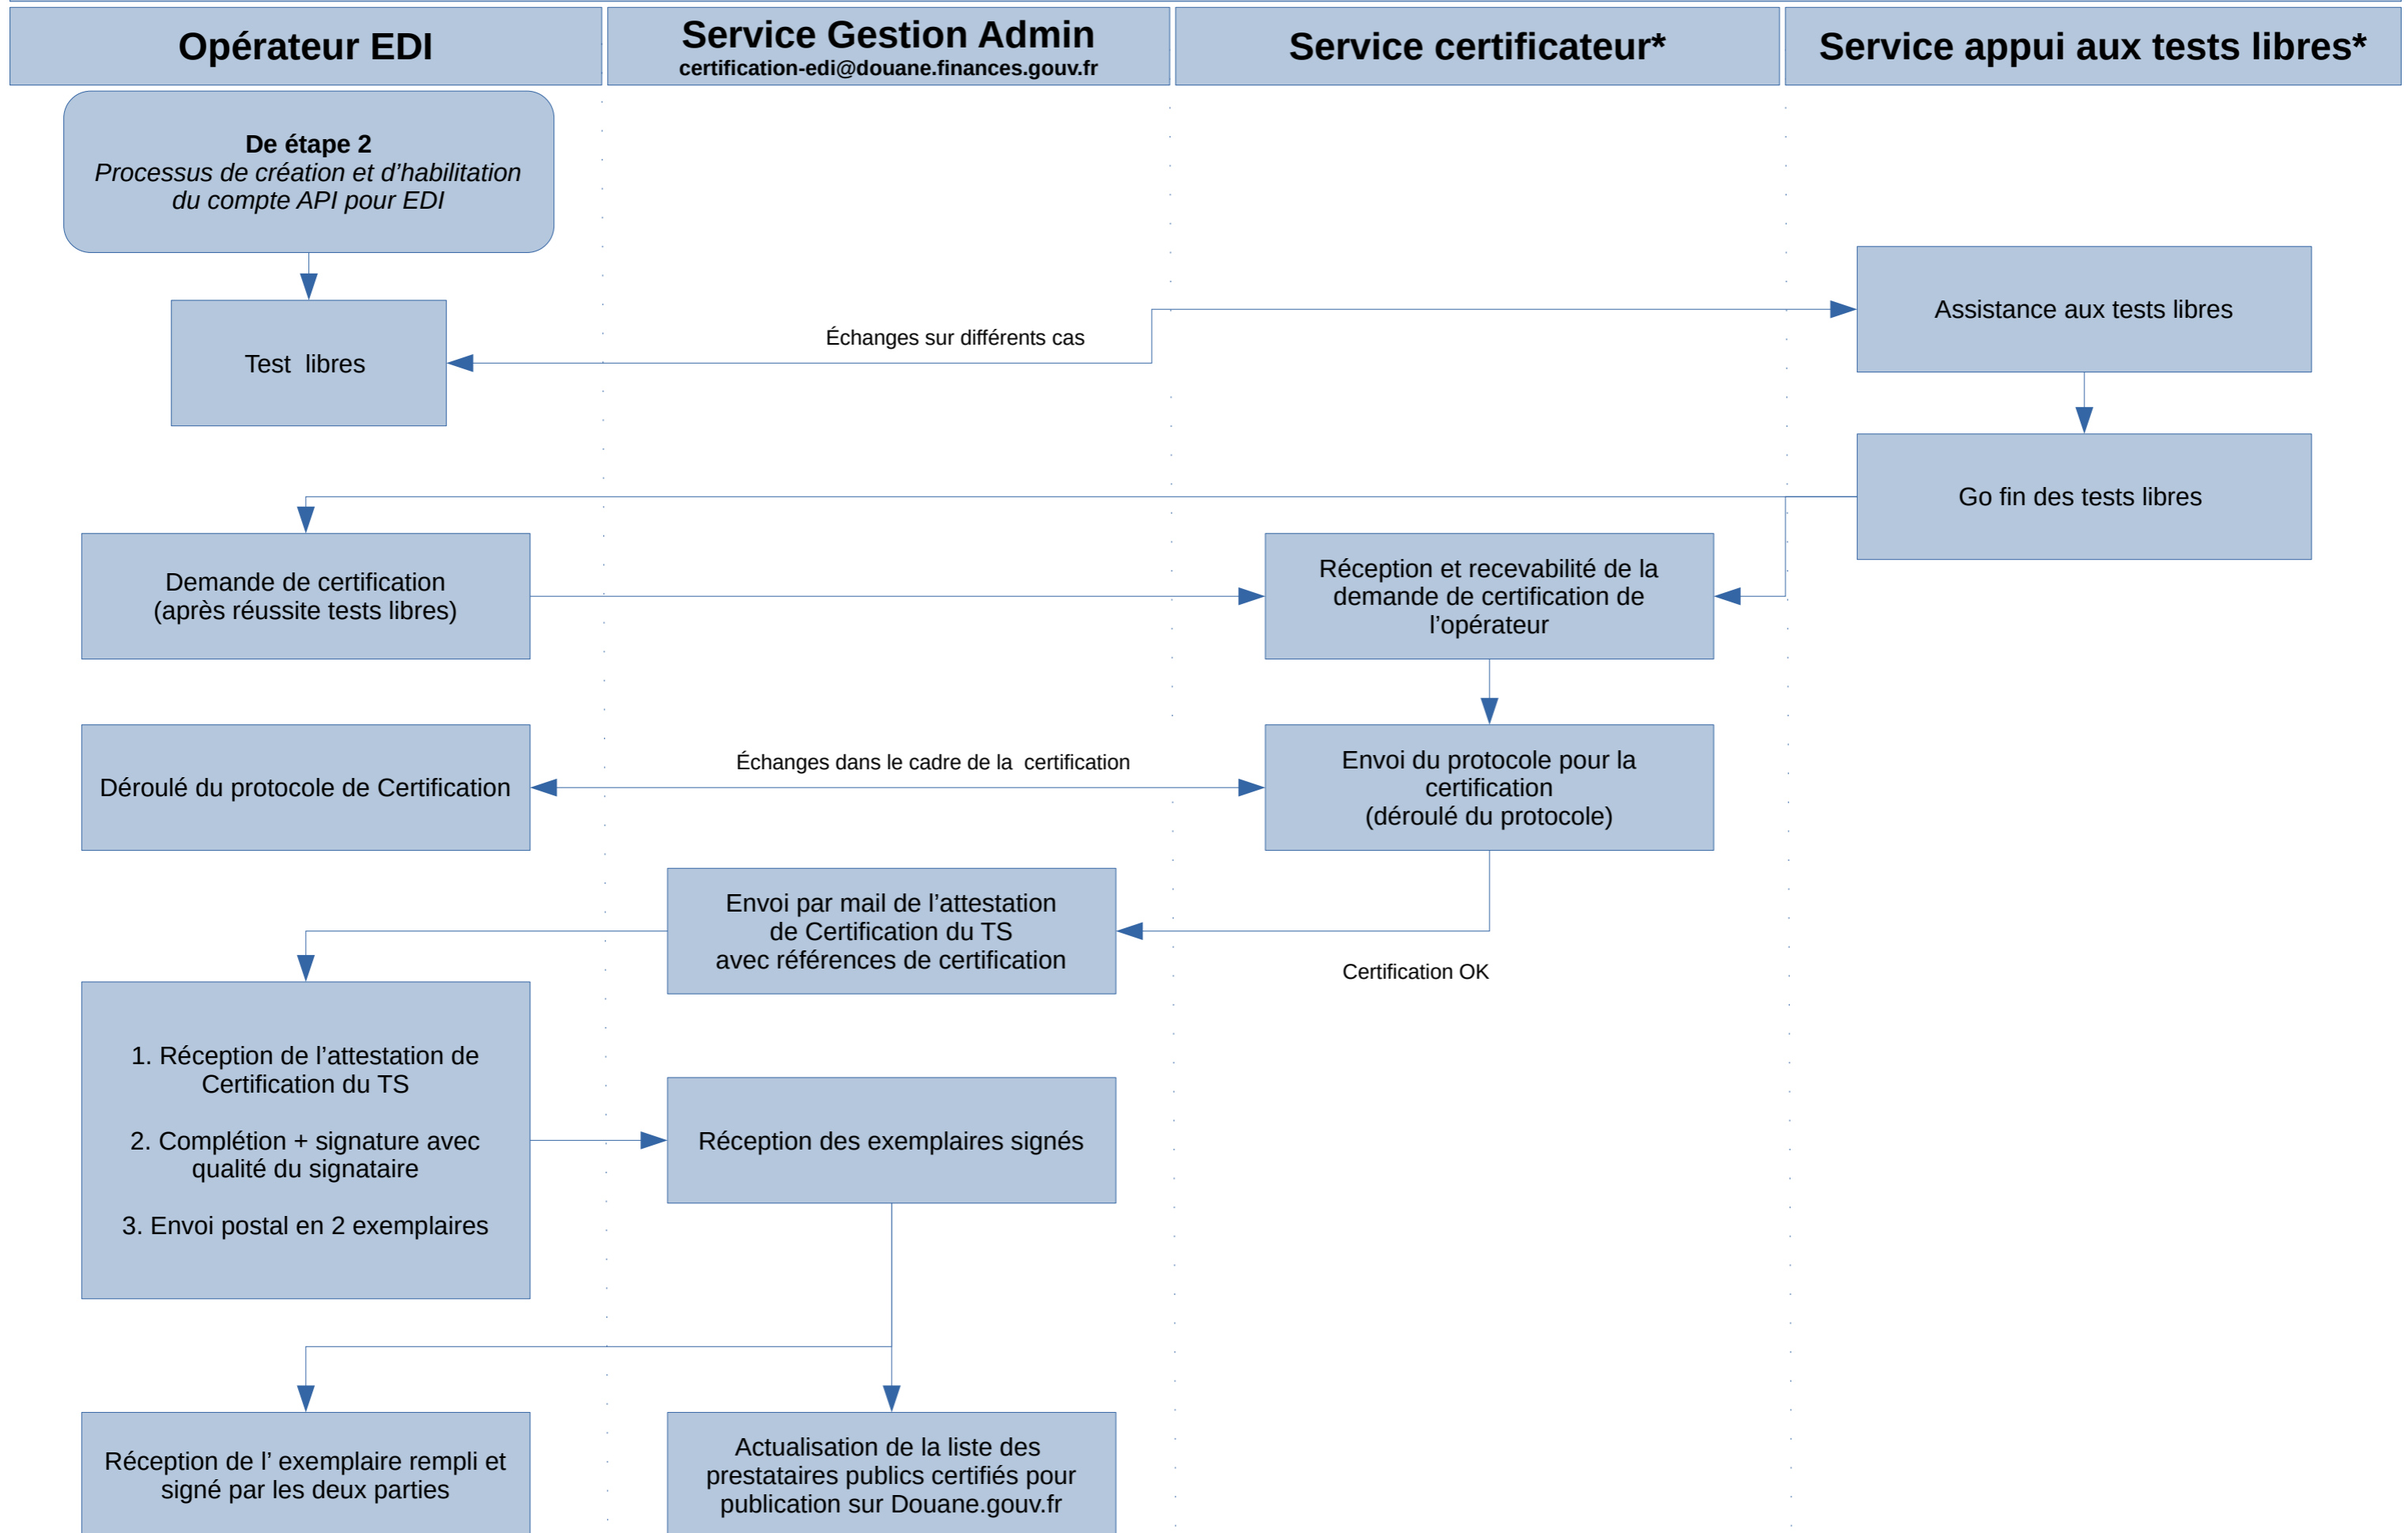 Opérateur EDI
Service Gestion Admin
certification-edi@douane.finances.gouv.fr
Service certificateur*
Service appui aux tests libres*
De étape 2
Processus de création et d’habilitation
du compte API pour EDI
Assistance aux tests libres
Échanges sur différents cas
Test libres
Go fin des tests libres
Demande de certification
(après réussite tests libres)
Réception et recevabilité de la
demande de certification de
l’opérateur
Déroulé du protocole de Certification
Échanges dans le cadre de la certification
Envoi du protocole pour la
certification
(déroulé du protocole)
Envoi par mail de l’attestation
de Certification du TS
avec références de certification
Certification OK
1. Réception de l’attestation de
Certification du TS
2. Complétion + signature avec
qualité du signataire
3. Envoi postal en 2 exemplaires
Réception des exemplaires signés
Réception de l’ exemplaire rempli et
signé par les deux parties
Actualisation de la liste des
prestataires publics certifiés pour
publication sur Douane.gouv.fr